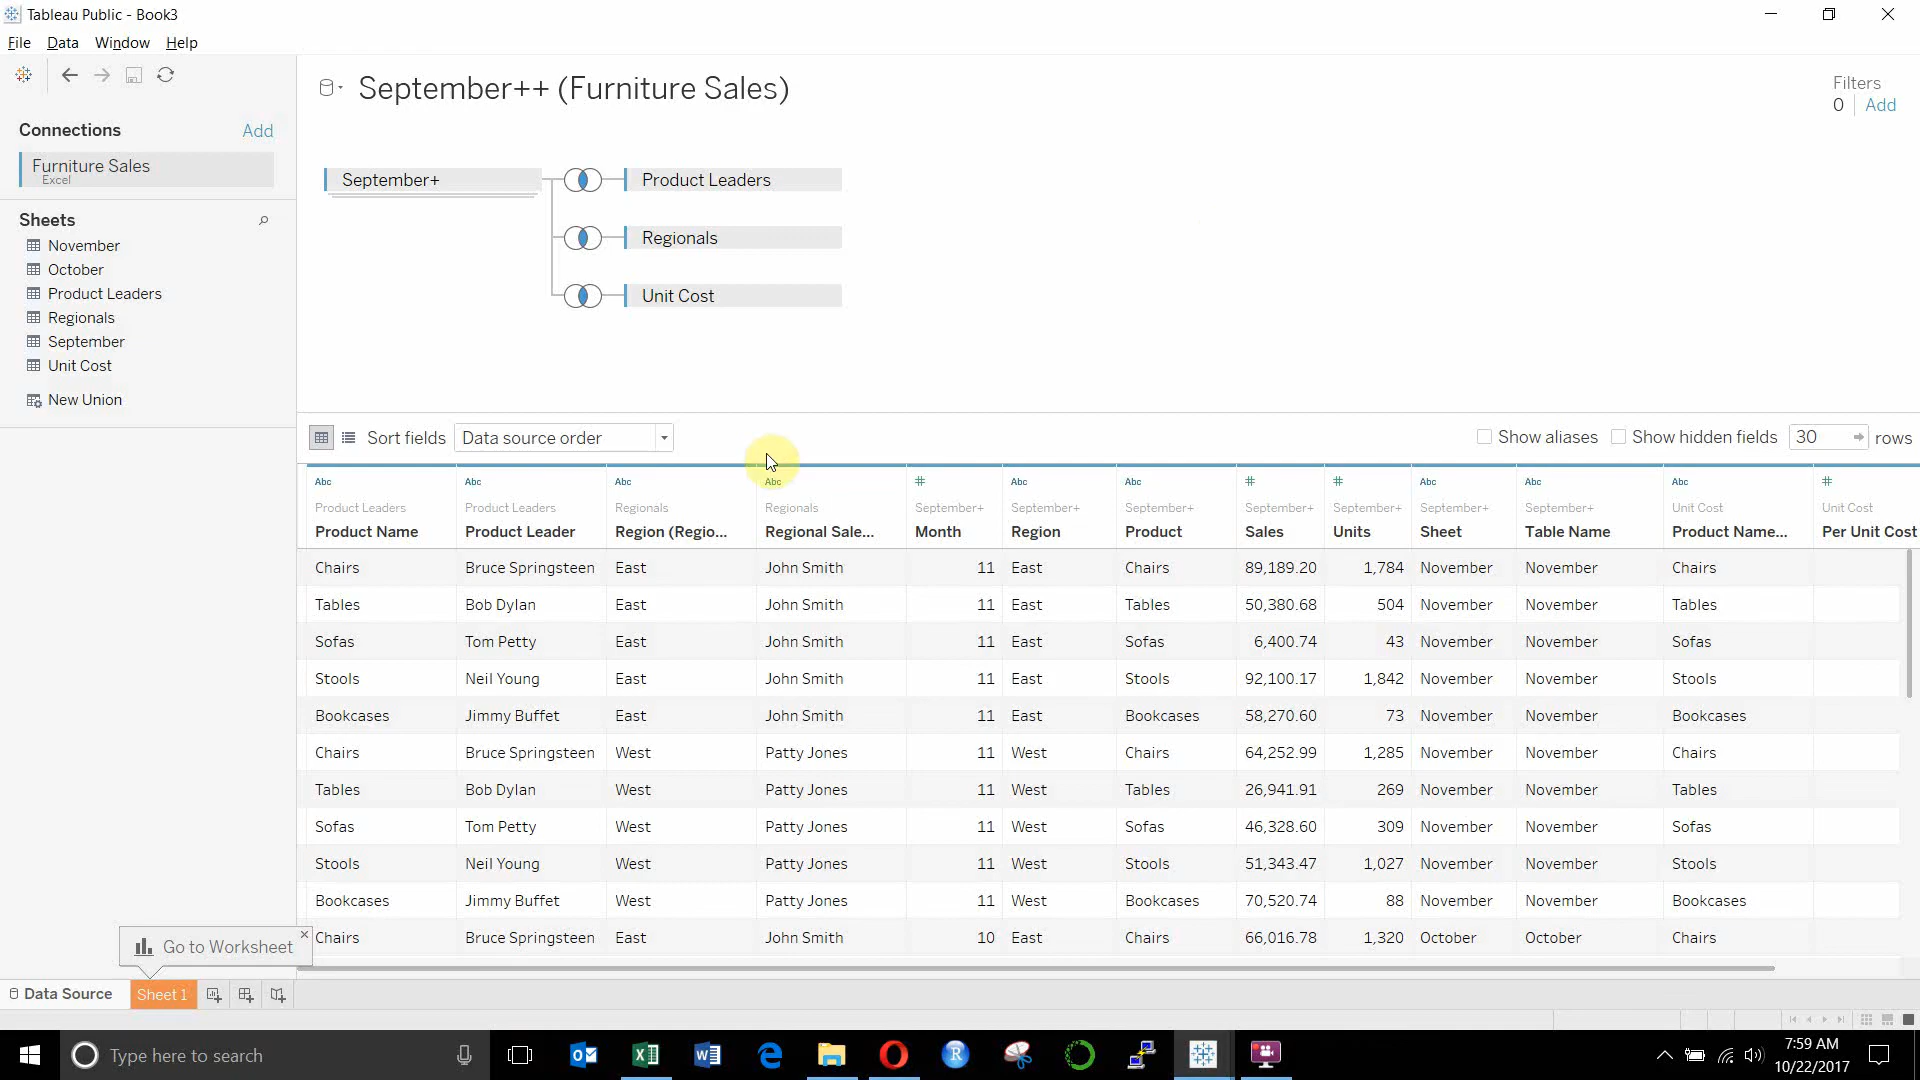 Tableau Public - Book3
File Data Window Help
Connections Add
Furniture Sales
Excel
Sheets
November
October
Product Leaders
Regionals
September
Unit Cost
New Union
September++ (Furniture Sales)
Filters
0 Add
September+
Product Leaders
Regionals
Unit Cost
Sort fields Data source order Show aliases Show hidden fields 30 rows
Abc Abc Abc Abc # Abc Abc # # Abc Abc Abc #
Product Leaders Product Leaders Regionals Regionals September+ September+ September+ September+ September+ September+ September+ Unit Cost Unit Cost
Product Name Product Leader Region (Regio... Regional Sale... Month Region Product Sales Units Sheet Table Name Product Name... Per Unit Cost
Chairs Bruce Springsteen East John Smith 11 East Chairs 89,189.20 1,784 November November Chairs
Tables Bob Dylan East John Smith 11 East Tables 50,380.68 504 November November Tables
Sofas Tom Petty East John Smith 11 East Sofas 6,400.74 43 November November Sofas
Stools Neil Young East John Smith 11 East Stools 92,100.17 1,842 November November Stools
Bookcases Jimmy Buffet East John Smith 11 East Bookcases 58,270.60 73 November November Bookcases
Chairs Bruce Springsteen West Patty Jones 11 West Chairs 64,252.99 1,285 November November Chairs
Tables Bob Dylan West Patty Jones 11 West Tables 26,941.91 269 November November Tables
Sofas Tom Petty West Patty Jones 11 West Sofas 46,328.60 309 November November Sofas
Stools Neil Young West Patty Jones 11 West Stools 51,343.47 1,027 November November Stools
Bookcases Jimmy Buffet West Patty Jones 11 West Bookcases 70,520.74 88 November November Bookcases
Chairs Bruce Springsteen East John Smith 10 East Chairs 66,016.78 1,320 October October Chairs
Go to Worksheet
Data Source Sheet 1
Type here to search
7:59 AM
10/22/2017